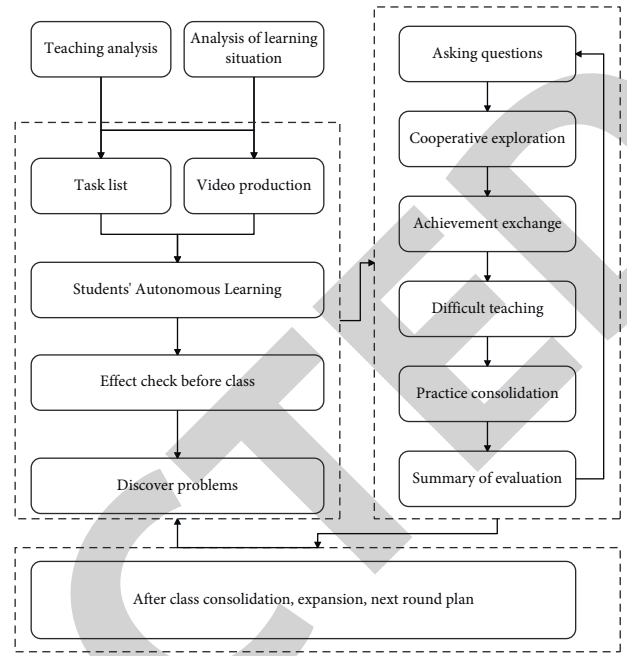 Teaching analysis
Analysis of learning
situation
Task list
Video production
Students' Autonomous Learning
Effect check before class
Discover problems
Asking questions
Cooperative exploration
Achievement exchange
Difficult teaching
Practice consolidation
Summary of evaluation
After class consolidation, expansion, next round plan
CTED